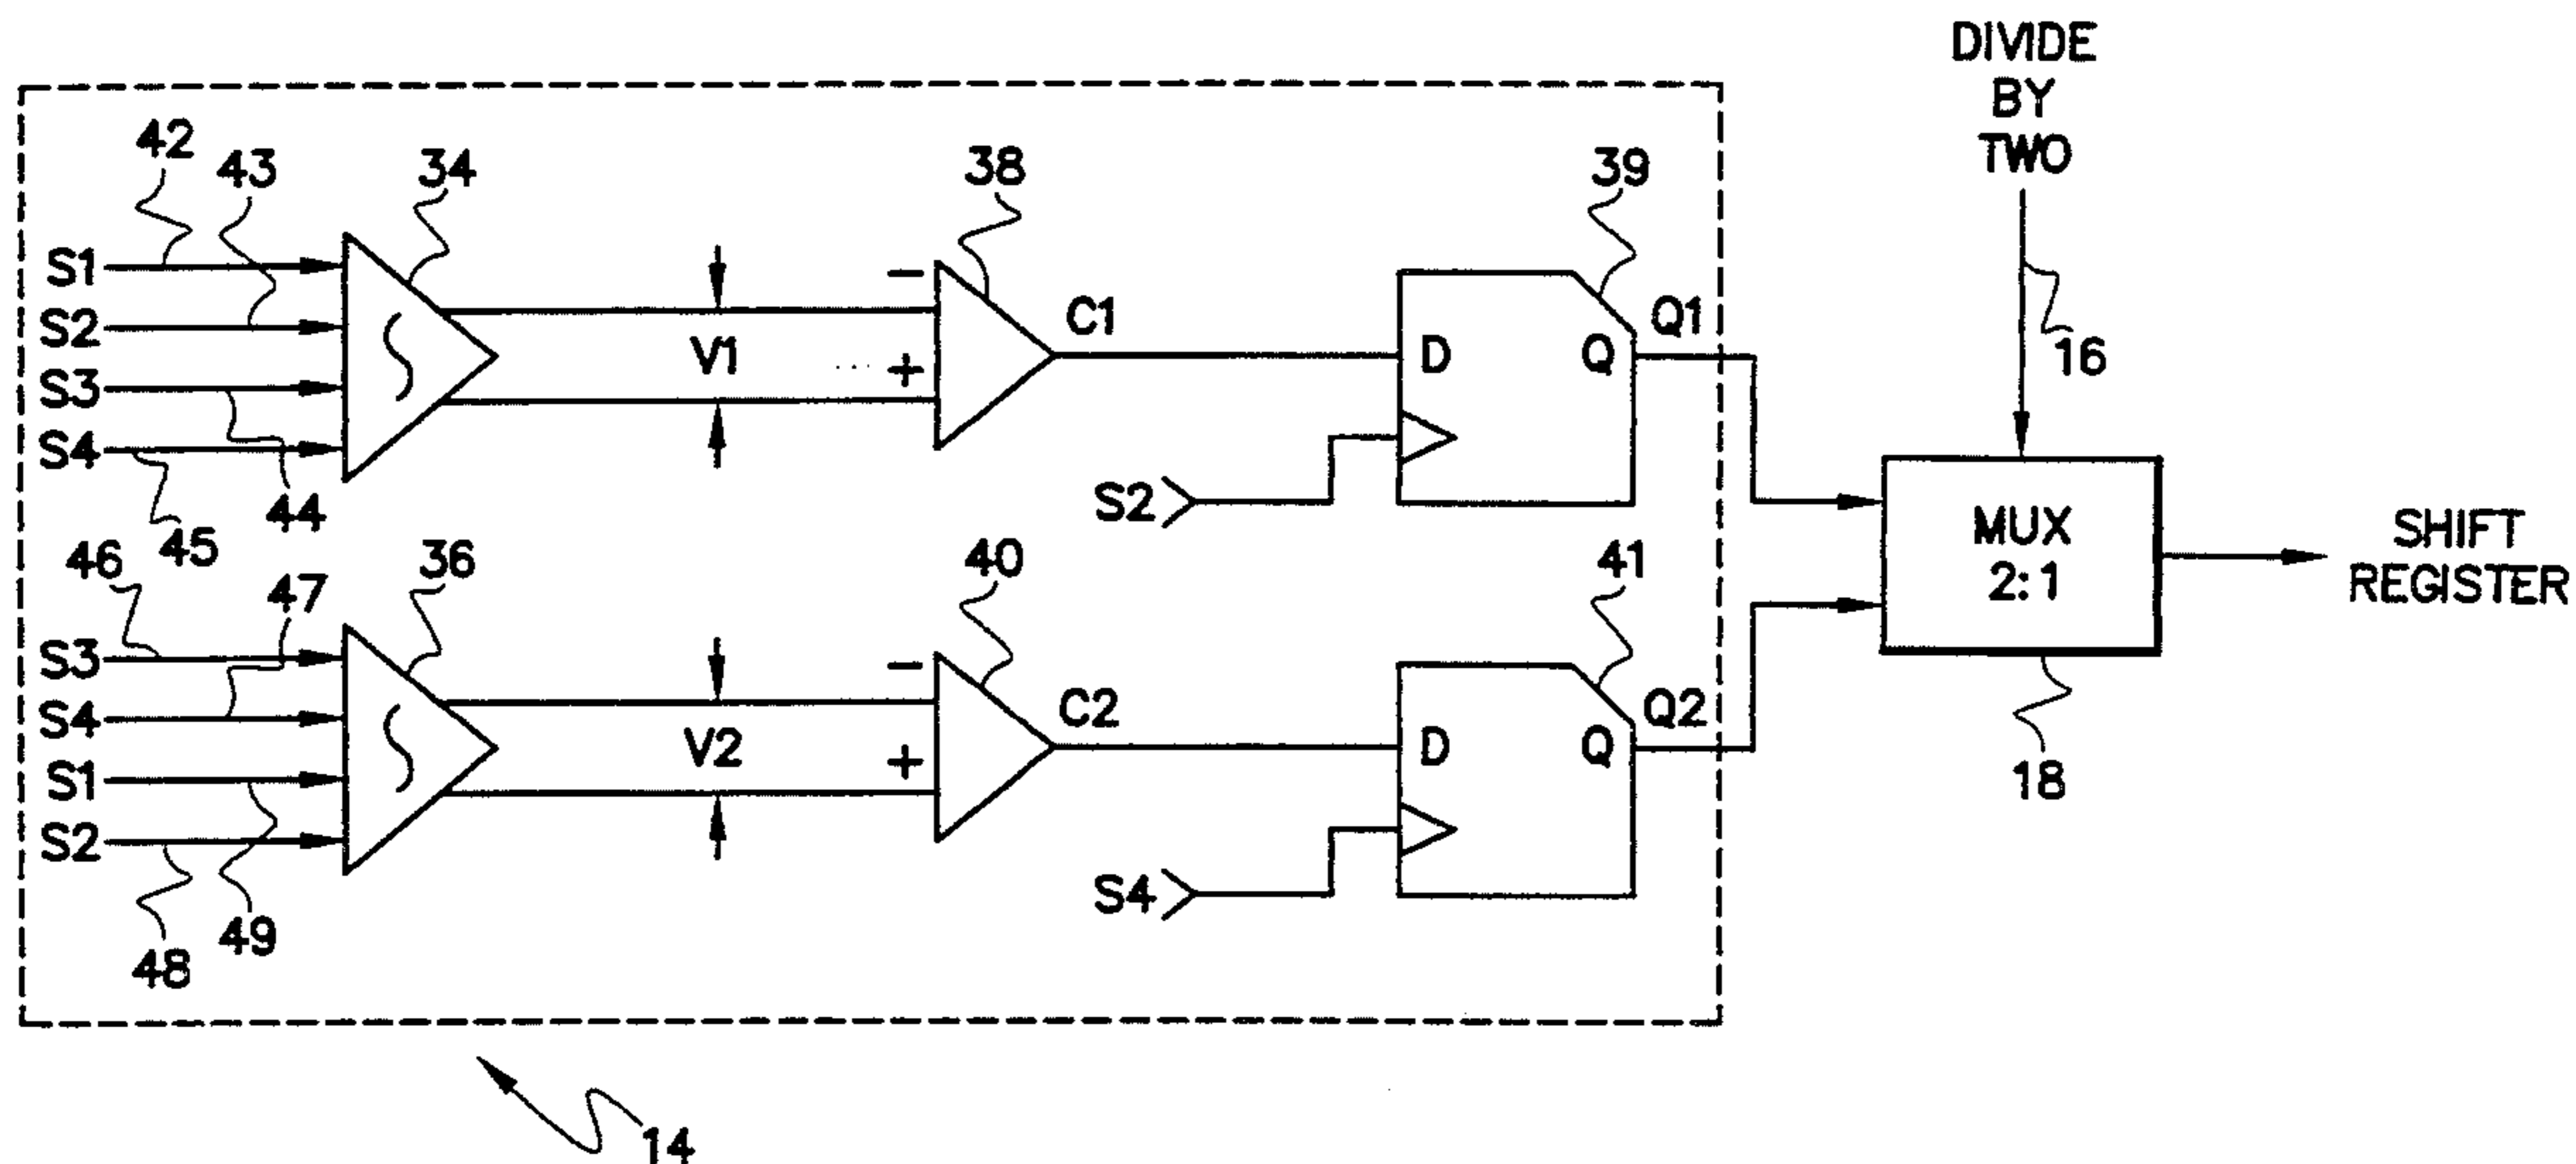 DIVIDE
BY
TWO
42
43
34
38
39
S1
S2
S3
S4
V1
−
+
C1
D
Q
Q1
16
S2
44
45
MUX
2:1
SHIFT
REGISTER
46
47
36
40
41
S3
S4
S1
S2
V2
−
+
C2
D
Q
Q2
18
S4
49
48
14